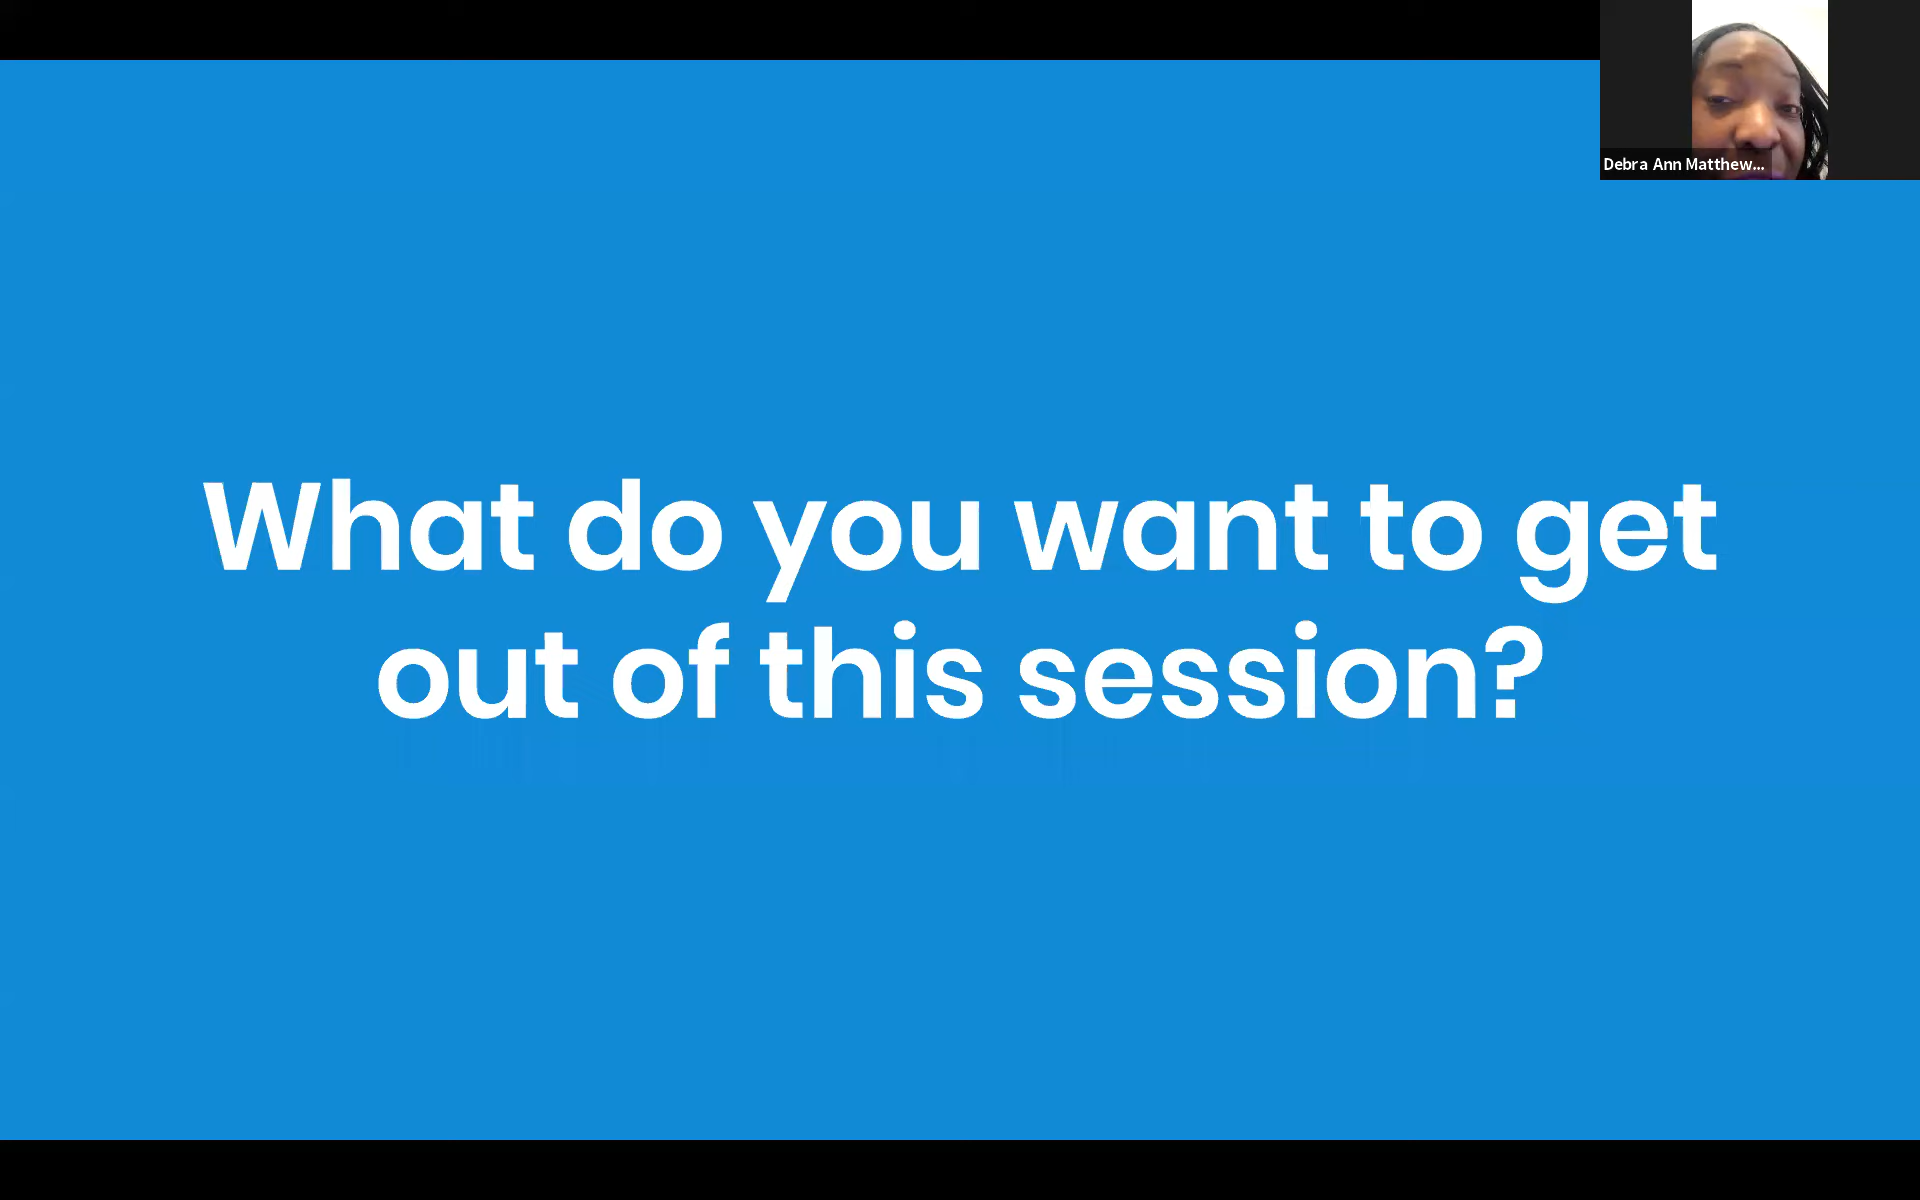 Debra Ann Matthew...
What do you want to get
out of this session?